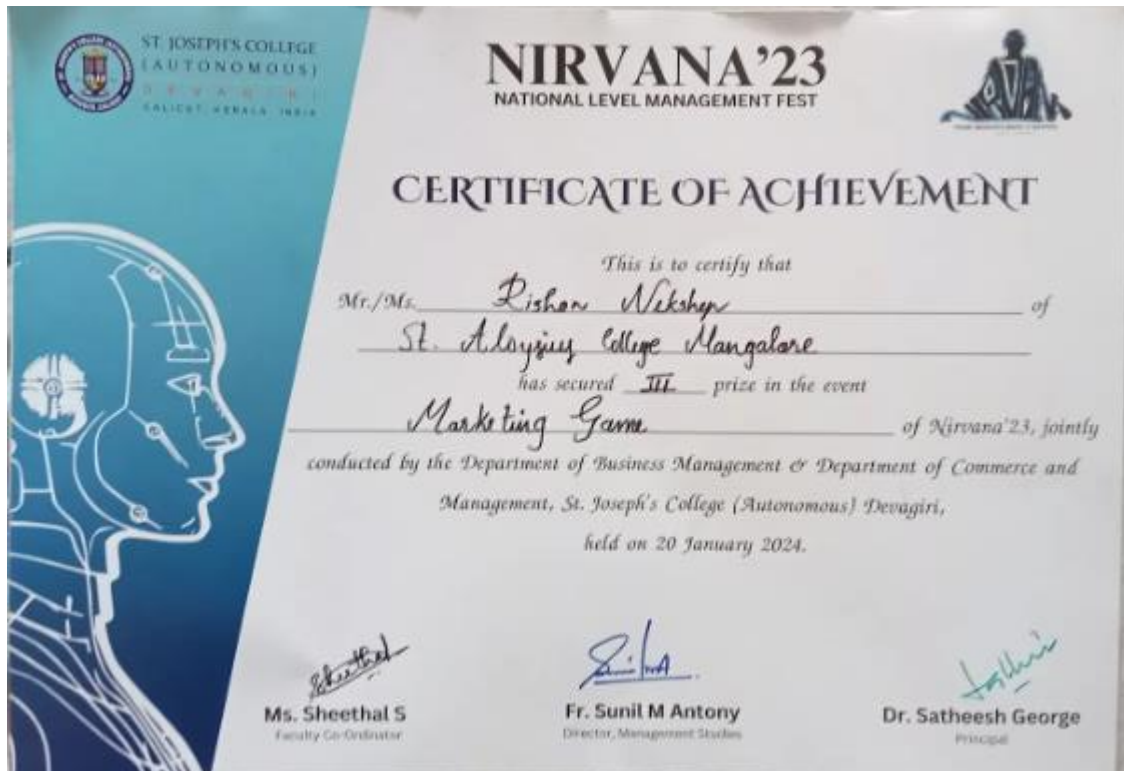 ST. JOSEPH'S COLLEGE
(AUTONOMOUS)
DEVAGIRI
CALICUT, KERALA, INDIA
NIRVANA'23
NATIONAL LEVEL MANAGEMENT FEST
CERTIFICATE OF ACHIEVEMENT
This is to certify that
Mr./Ms. Rishon Nekshep of
St. Aloysius College Mangalore
has secured III prize in the event
Marketing Game of Nirvana'23, jointly
conducted by the Department of Business Management & Department of Commerce and
Management, St. Joseph's College (Autonomous) Devagiri,
held on 20 January 2024.
Sheethal
Ms. Sheethal S
Fr. Sunil M Antony
Dr. Satheesh George
Faculty Co-Ordinator
Director, Management Studies
Principal